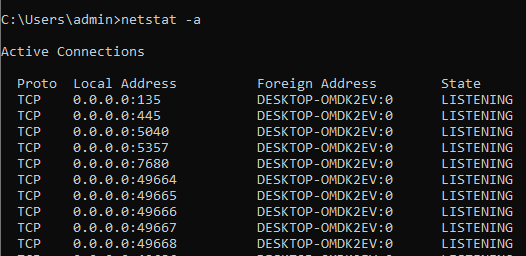 C:\Users\admin>netstat -a
Active Connections
Proto  Local Address          Foreign Address        State
TCP    0.0.0.0:135            DESKTOP-OMDK2EV:0      LISTENING
TCP    0.0.0.0:445            DESKTOP-OMDK2EV:0      LISTENING
TCP    0.0.0.0:5040           DESKTOP-OMDK2EV:0      LISTENING
TCP    0.0.0.0:5357           DESKTOP-OMDK2EV:0      LISTENING
TCP    0.0.0.0:7680           DESKTOP-OMDK2EV:0      LISTENING
TCP    0.0.0.0:49664          DESKTOP-OMDK2EV:0      LISTENING
TCP    0.0.0.0:49665          DESKTOP-OMDK2EV:0      LISTENING
TCP    0.0.0.0:49666          DESKTOP-OMDK2EV:0      LISTENING
TCP    0.0.0.0:49667          DESKTOP-OMDK2EV:0      LISTENING
TCP    0.0.0.0:49668          DESKTOP-OMDK2EV:0      LISTENING